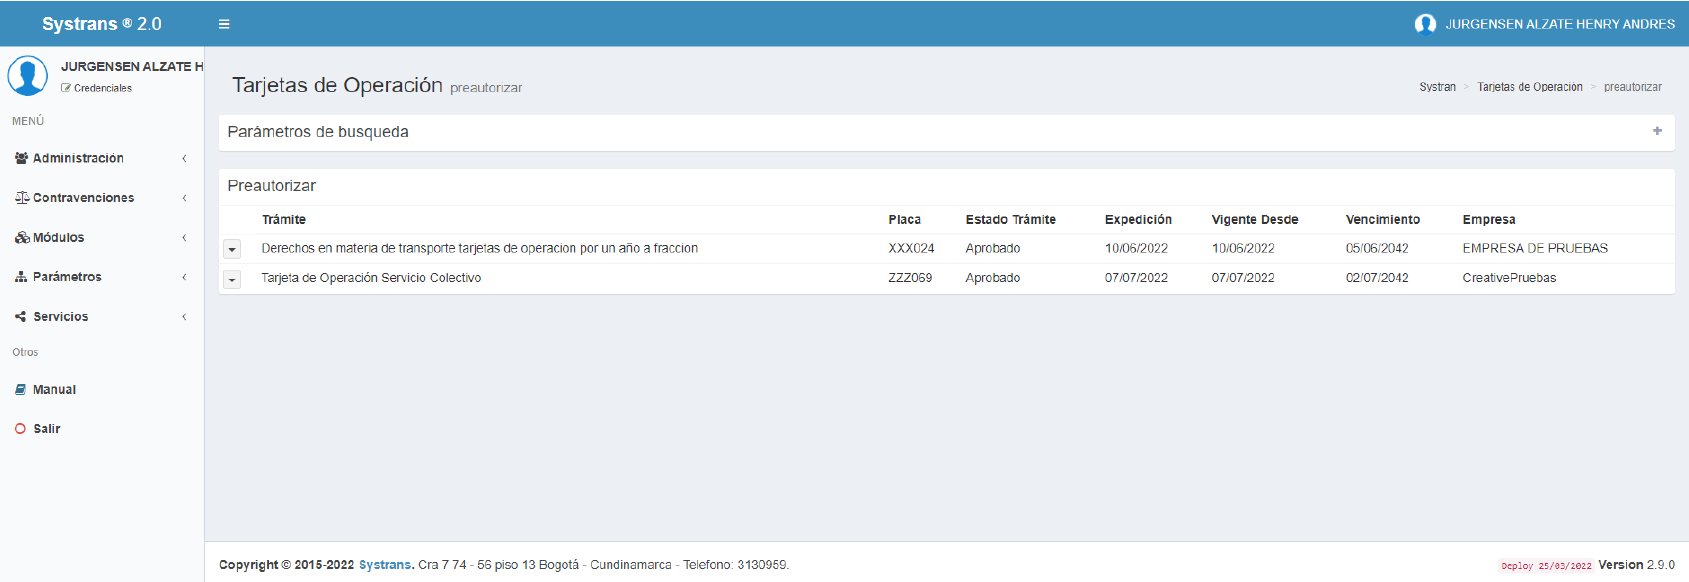 Systrans ® 2.0
JURGENSEN ALZATE HENRY ANDRES
JURGENSEN ALZATE H
Credenciales
MENÚ
Administración
Contravenciones
Módulos
Parámetros
Servicios
Otros
Manual
Salir
Tarjetas de Operación preautorizar
Systran > Tarjetas de Operación > preautorizar
Parámetros de busqueda
Preautorizar
Trámite Placa Estado Trámite Expedición Vigente Desde Vencimiento Empresa
Derechos en materia de transporte tarjetas de operacion por un año a fraccion XXX024 Aprobado 10/06/2022 10/06/2022 05/06/2042 EMPRESA DE PRUEBAS
Tarjeta de Operación Servicio Colectivo ZZZ069 Aprobado 07/07/2022 07/07/2022 02/07/2042 CreativePruebas
Copyright © 2015-2022 Systrans. Cra 7 74 - 56 piso 13 Bogotá - Cundinamarca - Telefono: 3130959.
Deploy 25/03/2022 Version 2.9.0